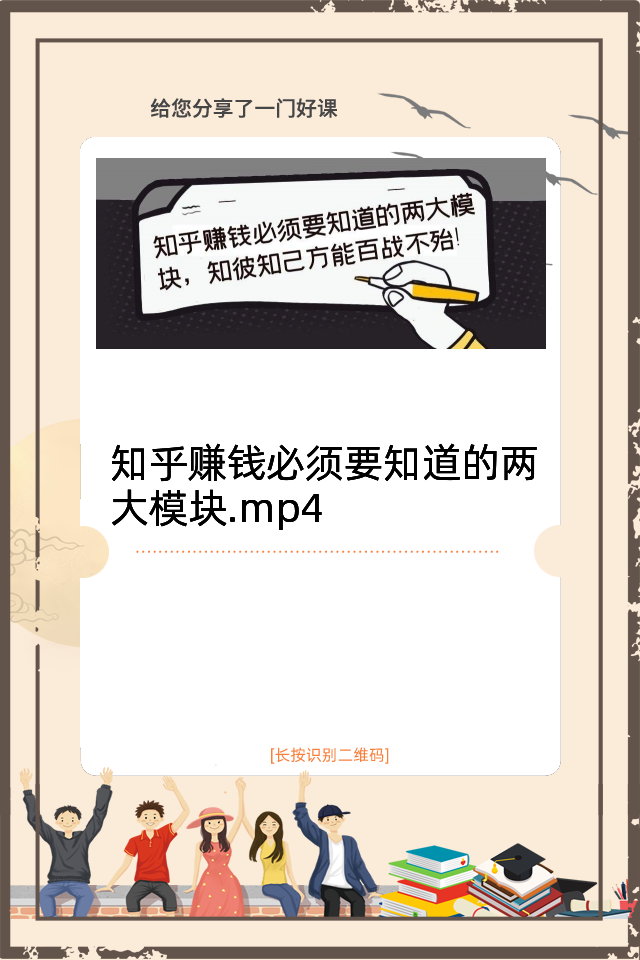 给您分享了一门好课
知乎赚钱必须要知道的两大模
块，知彼知己方能百战不殆!
知乎赚钱必须要知道的两
大模块.mp4
[长按识别二维码]